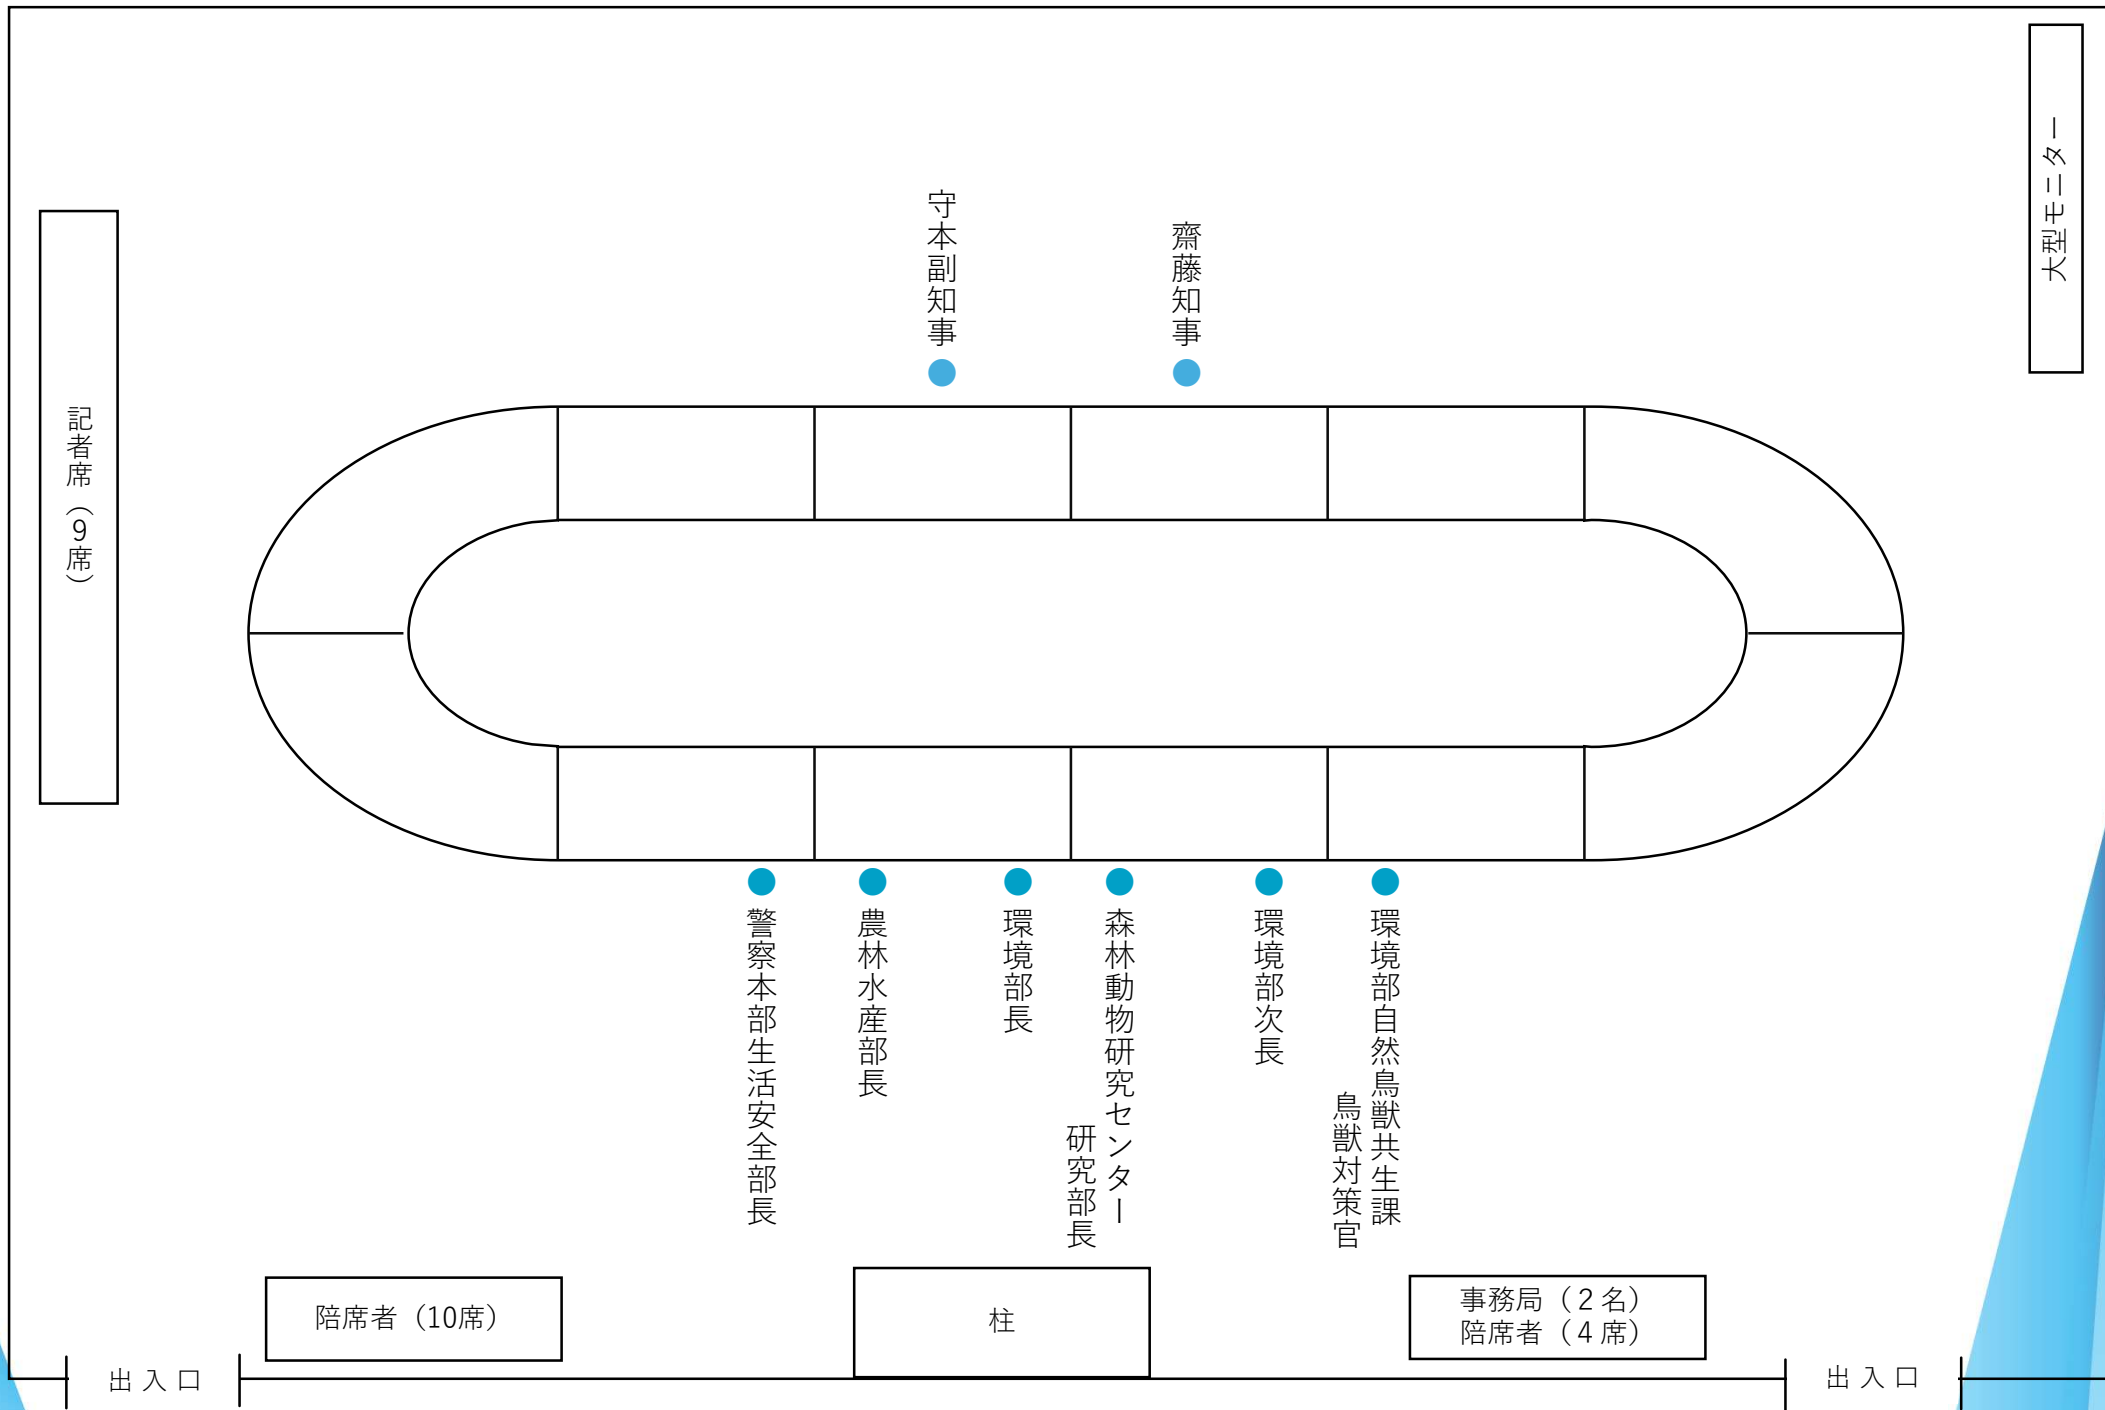 大型モニター
齋藤知事
守本副知事
記者席（9席）
環境部自然鳥獣共生課
鳥獣対策官
環境部次長
森林動物研究センター
研究部長
環境部長
農林水産部長
警察本部生活安全部長
陪席者（10席）
柱
事務局（２名）
陪席者（４席）
出入口
出入口